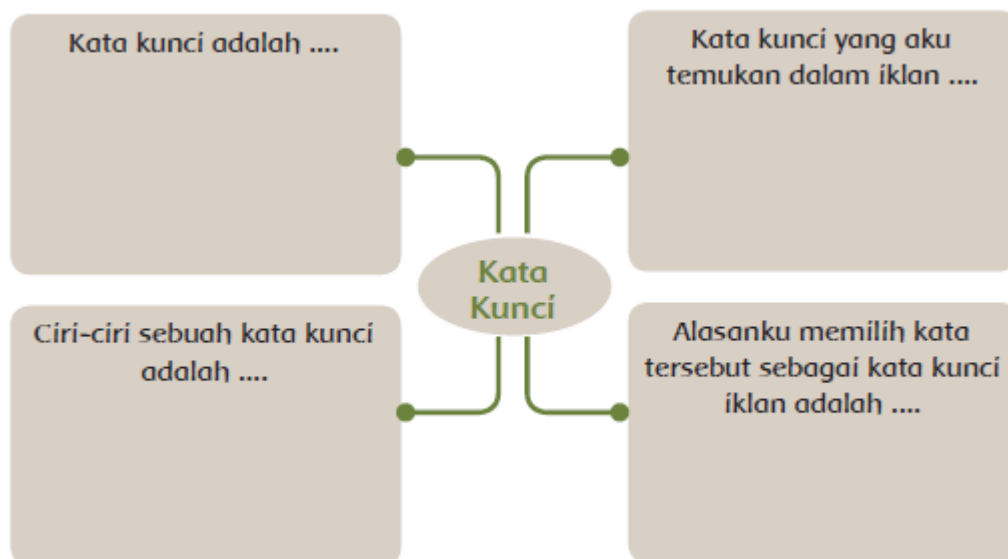 Kata kunci adalah ....
Kata kunci yang aku
temukan dalam iklan ....
Kata
Kunci
Ciri-ciri sebuah kata kunci
adalah ....
Alasanku memilih kata
tersebut sebagai kata kunci
iklan adalah ....